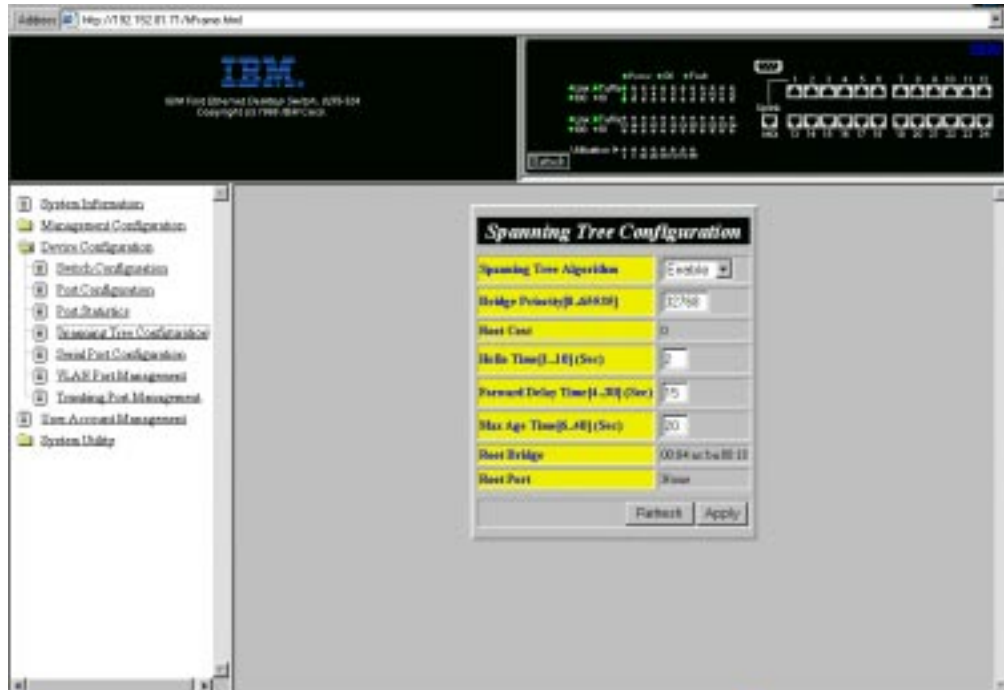 Address
IBM.
Refresh
System Information
Management Configuration
Device Configuration
Switch Configuration
Port Configuration
Port Statistics
Spanning Tree Configuration
Serial Port Configuration
VLAN Port Management
Trunking Port Management
User Account Management
System Utility
Spanning Tree Configuration
Spanning Tree Algorithm Enable
Bridge Priority[0..65535] 32768
Root Cost 0
Hello Time[1..10] (Sec) 2
Forward Delay Time[4..30] (Sec) 15
Max Age Time[6..40] (Sec) 20
Root Bridge
Root Port None
Refresh Apply